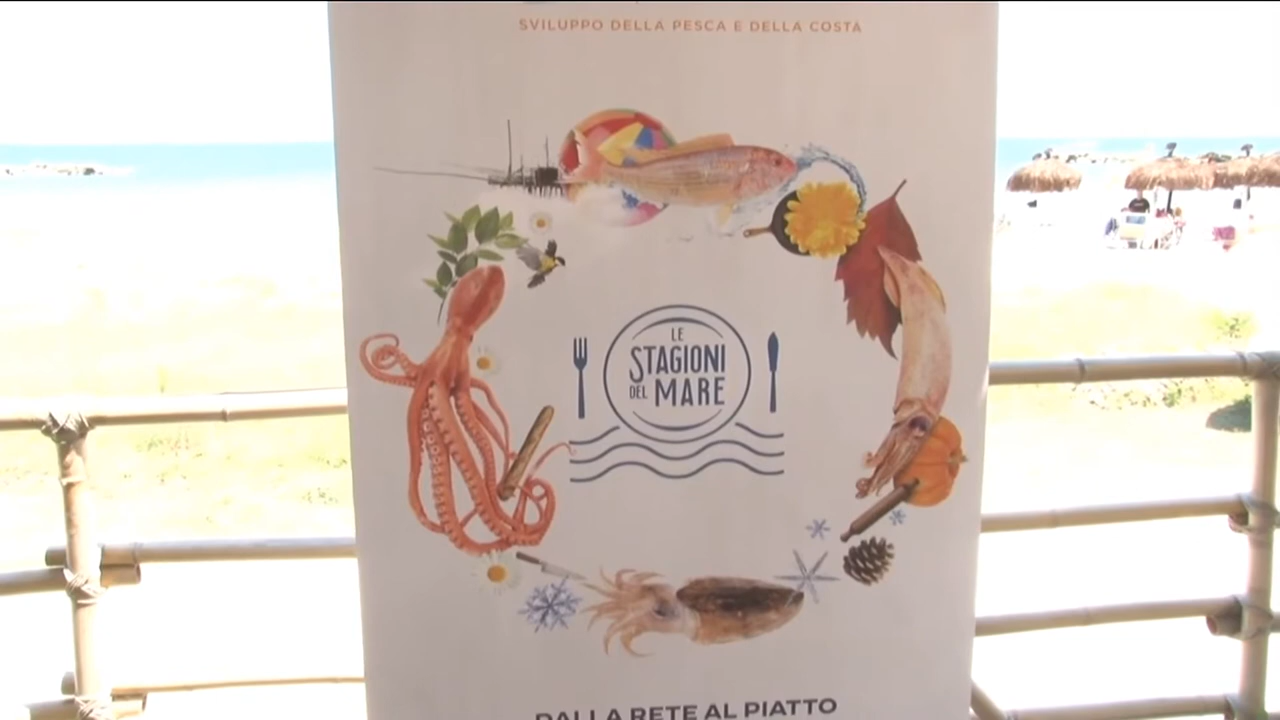 SVILUPPO DELLA PESCA E DELLA COSTA
LE
STAGIONI
DEL MARE
DALLA RETE AL PIATTO